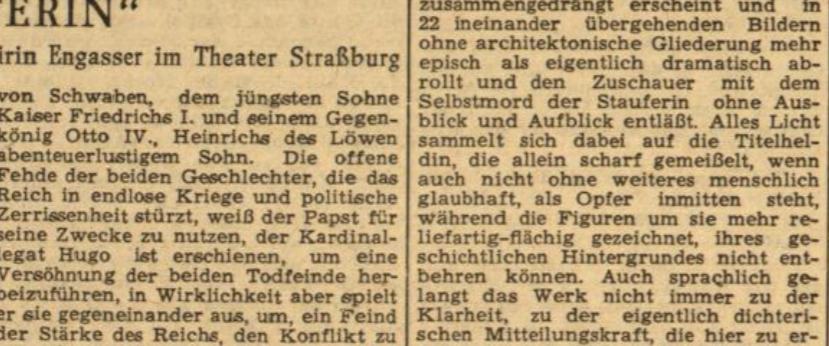 ERIN“
irin Engasser im Theater Straßburg
von Schwaben, dem jüngsten Sohne
Kaiser Friedrichs I. und seinem Gegen-
könig Otto IV., Heinrichs des Löwen
abenteuerlustigem Sohn. Die offene
Fehde der beiden Geschlechter, die das
Reich in endlose Kriege und politische
Zerrissenheit stürzt, weiß der Papst für
seine Zwecke zu nutzen, der Kardinal-
legat Hugo ist erschienen, um eine
Versöhnung der beiden Todfeinde her-
beizuführen, in Wirklichkeit aber spielt
er sie gegeneinander aus, um, ein Feind
der Stärke des Reichs, den Konflikt zu
zusammengedrängt erscheint und in
22 ineinander übergehenden Bildern
ohne architektonische Gliederung mehr
episch als eigentlich dramatisch ab-
rollt und den Zuschauer mit dem
Selbstmord der Stauferin ohne Aus-
blick und Aufblick entläßt. Alles Licht
sammelt sich dabei auf die Titelhel-
din, die allein scharf gemeißelt, wenn
auch nicht ohne weiteres menschlich
glaubhaft, als Opfer inmitten steht,
während die Figuren um sie mehr re-
liefartig-flächig gezeichnet, ihres ge-
schichtlichen Hintergrundes nicht ent-
behren können. Auch sprachlich ge-
langt das Werk nicht immer zu der
Klarheit, zu der eigentlich dichteri-
schen Mitteilungskraft, die hier zu er-